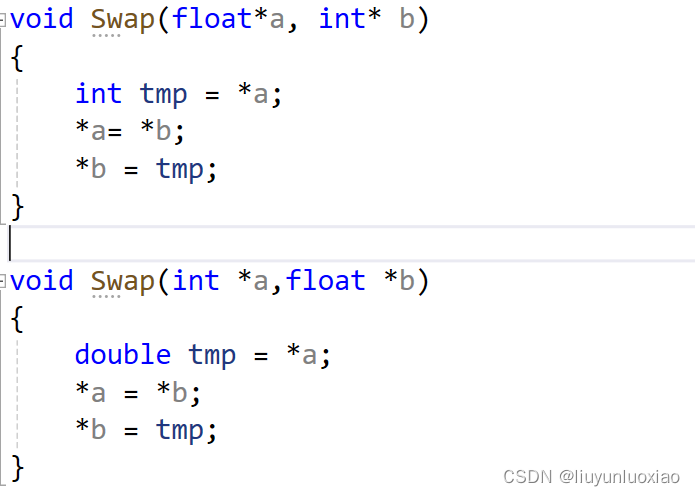 void Swap(float*a, int* b)
{
    int tmp = *a;
    *a= *b;
    *b = tmp;
}
void Swap(int *a,float *b)
{
    double tmp = *a;
    *a = *b;
    *b = tmp;
}
CSDN @liuyunluoxiao